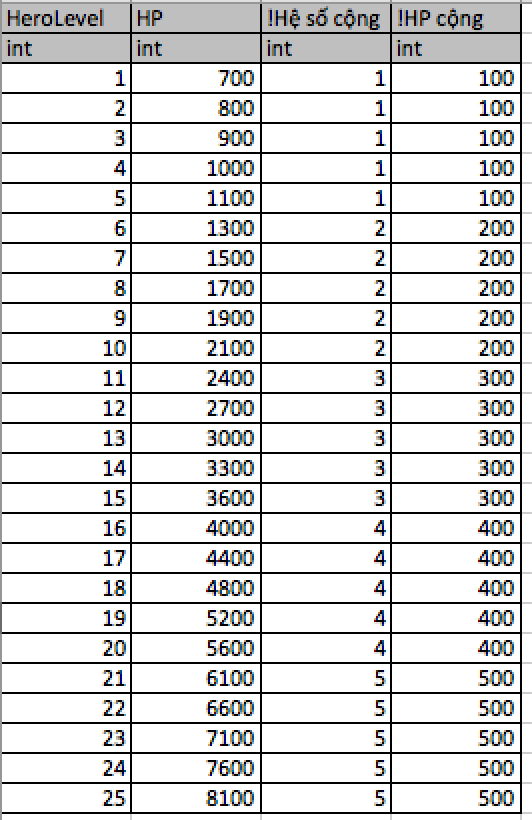 HeroLevel HP !Hệ số cộng !HP cộng
int int int int
1 700 1 100
2 800 1 100
3 900 1 100
4 1000 1 100
5 1100 1 100
6 1300 2 200
7 1500 2 200
8 1700 2 200
9 1900 2 200
10 2100 2 200
11 2400 3 300
12 2700 3 300
13 3000 3 300
14 3300 3 300
15 3600 3 300
16 4000 4 400
17 4400 4 400
18 4800 4 400
19 5200 4 400
20 5600 4 400
21 6100 5 500
22 6600 5 500
23 7100 5 500
24 7600 5 500
25 8100 5 500